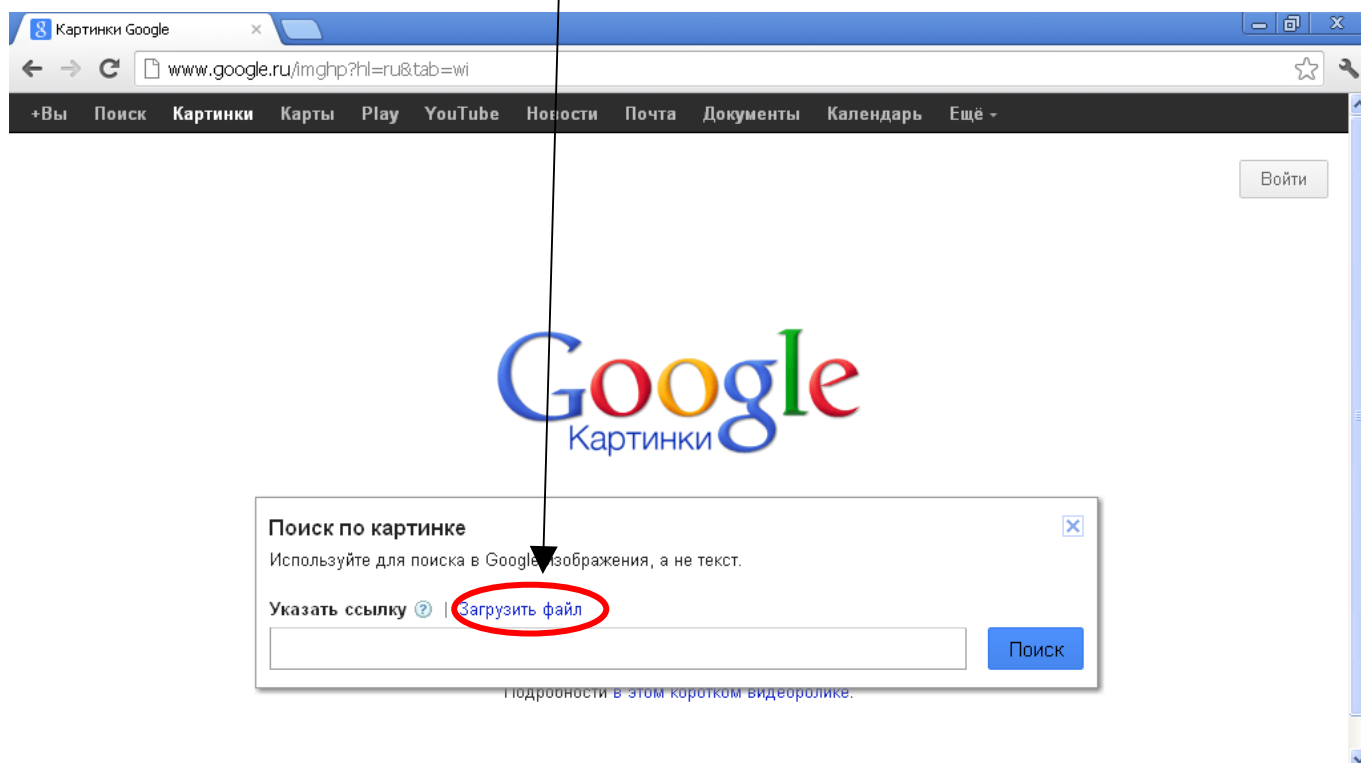 Картинки Google
www.google.ru/imghp?hl=ru&tab=wi
+Вы Поиск Картинки Карты Play YouTube Новости Почта Документы Календарь Ещё
Войти
Google
Картинки
Поиск по картинке
Используйте для поиска в Google изображения, а не текст.
Указать ссылку ? | Загрузить файл
Поиск
Подробности в этом коротком видеоролике.